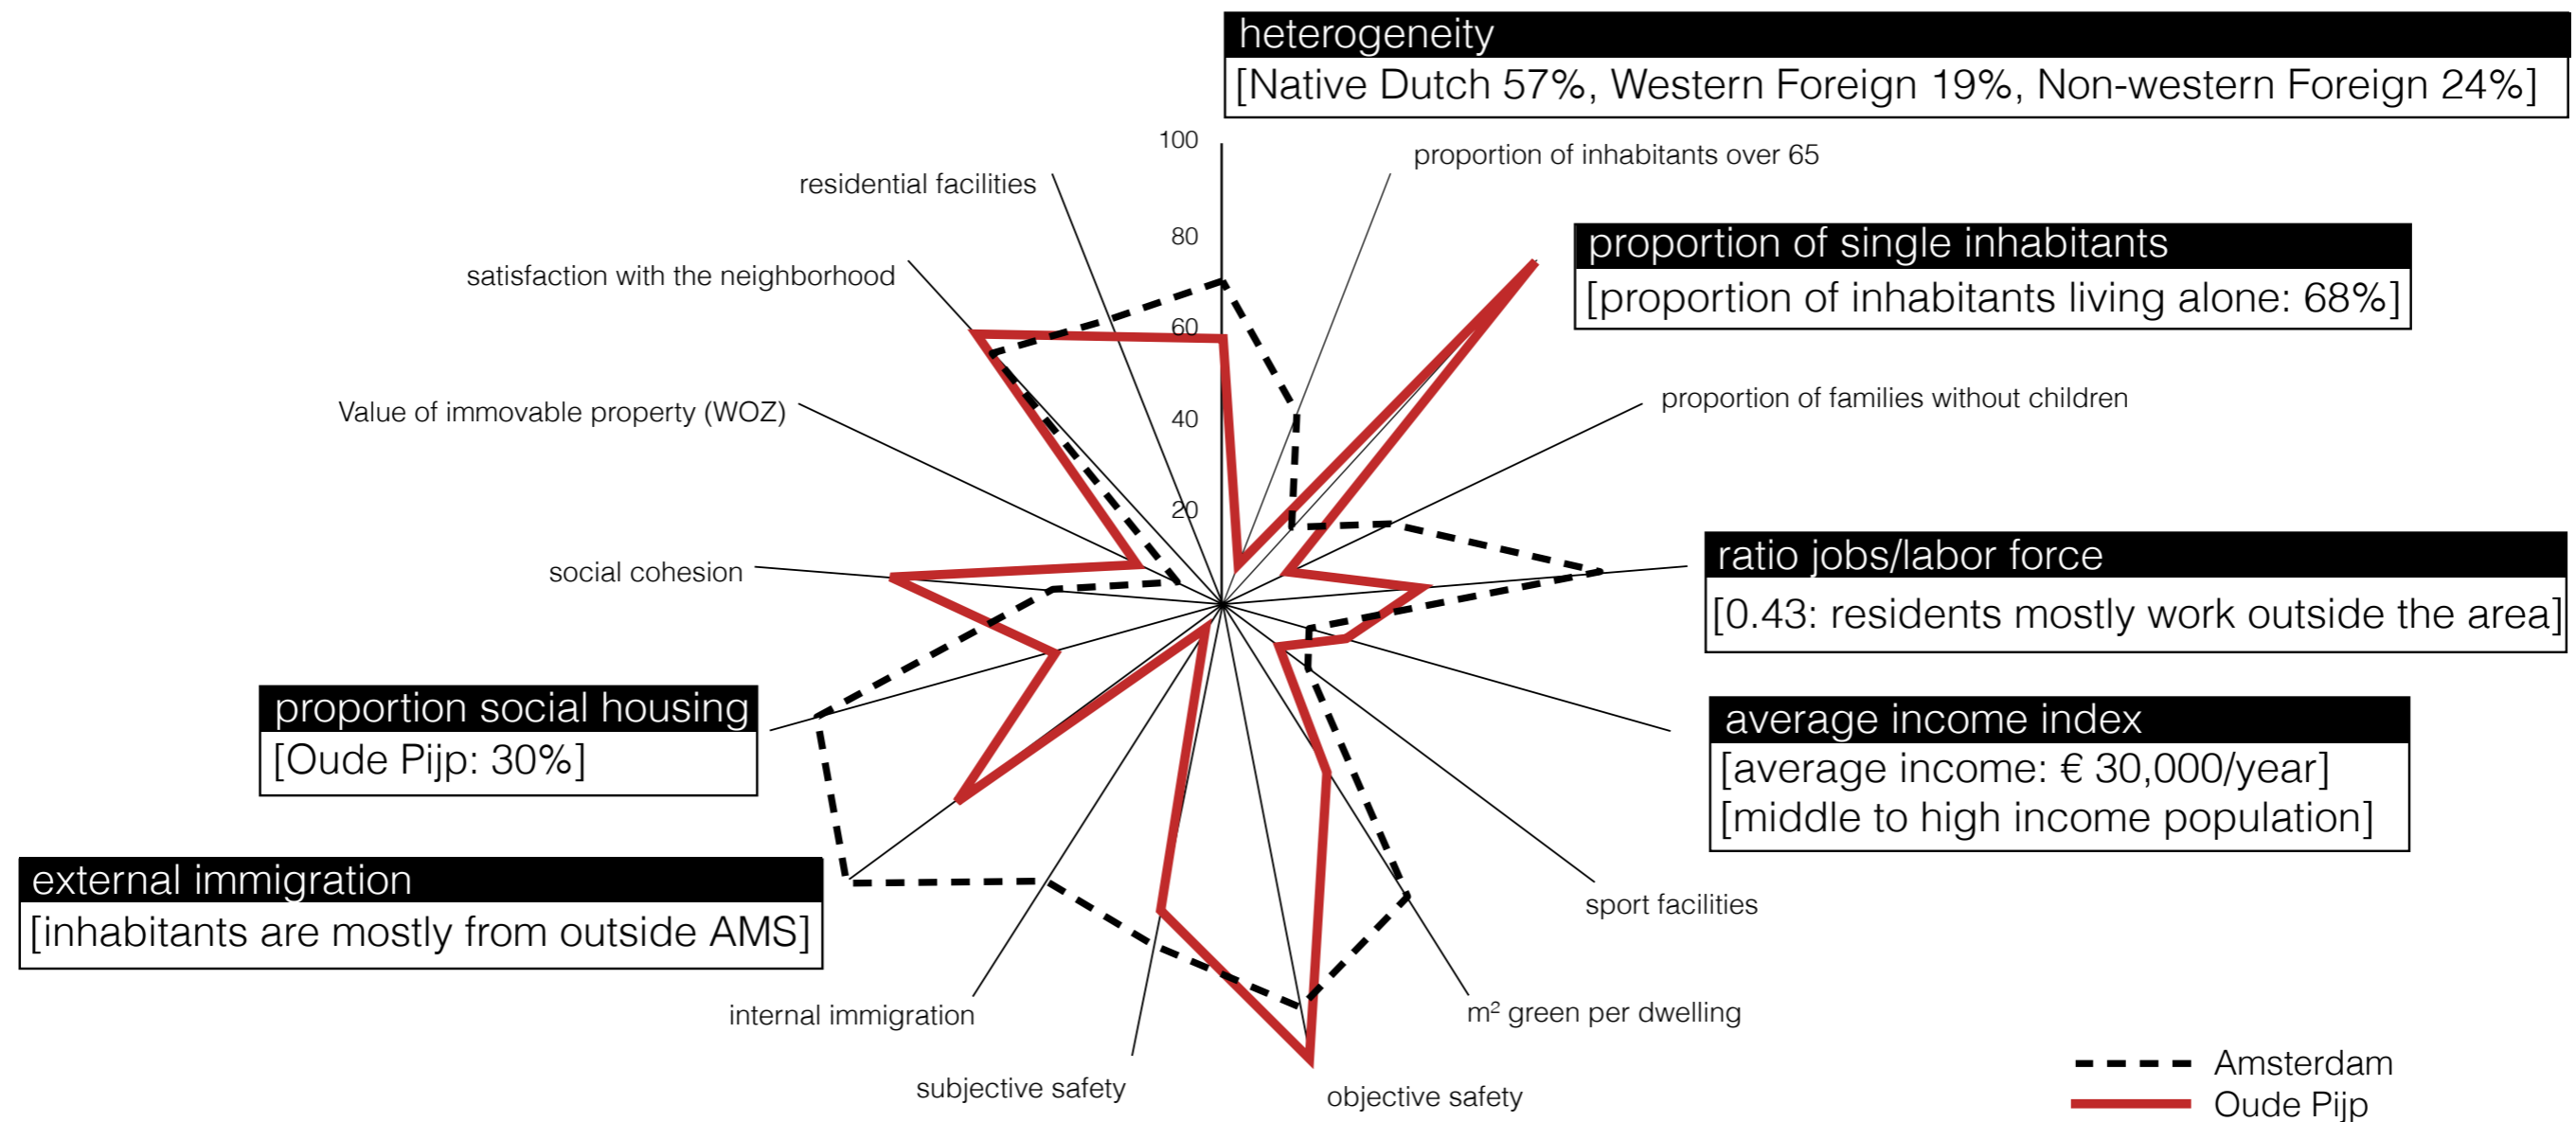 heterogeneity
[Native Dutch 57%, Western Foreign 19%, Non-western Foreign 24%]
100
proportion of inhabitants over 65
residential facilities
80
proportion of single inhabitants
[proportion of inhabitants living alone: 68%]
satisfaction with the neighborhood
60
Value of immovable property (WOZ)
40
proportion of families without children
20
social cohesion
ratio jobs/labor force
[0.43: residents mostly work outside the area]
proportion social housing
[Oude Pijp: 30%]
average income index
[average income: € 30,000/year]
[middle to high income population]
external immigration
[inhabitants are mostly from outside AMS]
sport facilities
internal immigration
m² green per dwelling
subjective safety
objective safety
Amsterdam
Oude Pijp